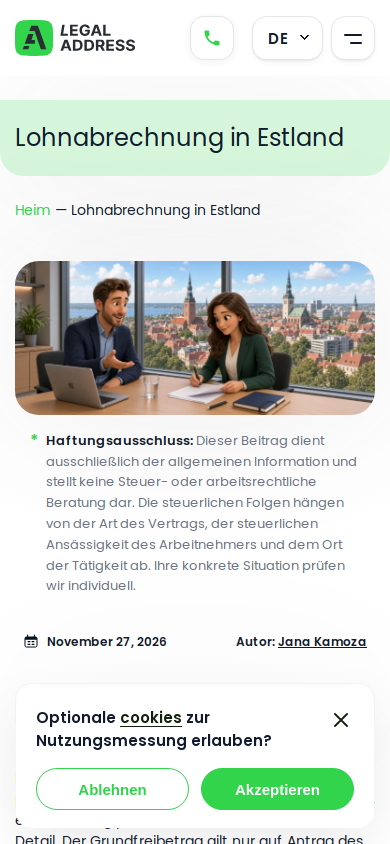 LEGAL
ADDRESS
DE
Lohnabrechnung in Estland
Heim — Lohnabrechnung in Estland
* Haftungsausschluss: Dieser Beitrag dient
ausschließlich der allgemeinen Information und
stellt keine Steuer- oder arbeitsrechtliche
Beratung dar. Die steuerlichen Folgen hängen
von der Art des Vertrags, der steuerlichen
Ansässigkeit des Arbeitnehmers und dem Ort
der Tätigkeit ab. Ihre konkrete Situation prüfen
wir individuell.
November 27, 2026
Autor: Jana Kamoza
Optionale cookies zur
Nutzungsmessung erlauben?
Ablehnen
Akzeptieren
Detail. Der Grundfreibetrag gilt nur auf Antrag des